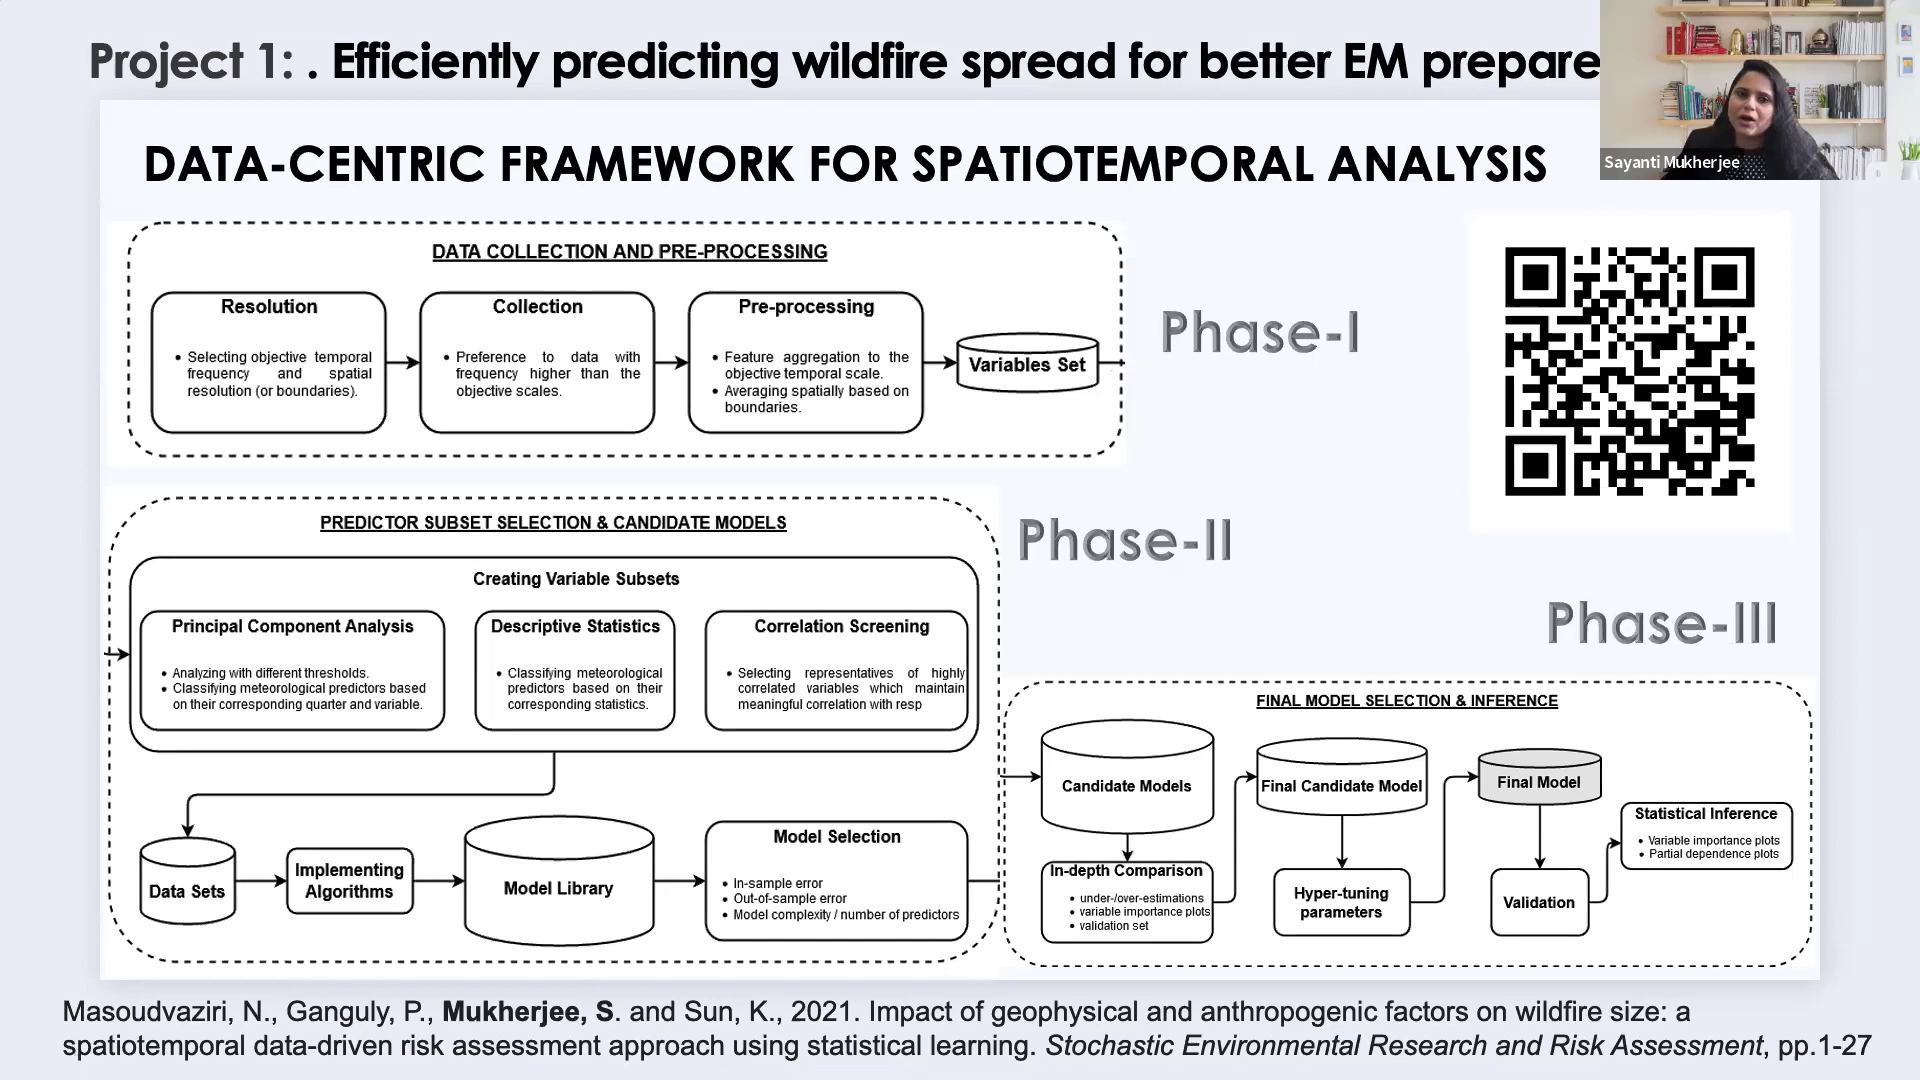 Project 1: . Efficiently predicting wildfire spread for better EM prepare
Sayanti Mukherjee
DATA-CENTRIC FRAMEWORK FOR SPATIOTEMPORAL ANALYSIS
DATA COLLECTION AND PRE-PROCESSING
Resolution
• Selecting objective temporal
frequency and spatial
resolution (or boundaries).
Collection
• Preference to data with
frequency higher than the
objective scales.
Pre-processing
• Feature aggregation to the
objective temporal scale.
• Averaging spatially based on
boundaries.
Variables Set
Phase-I
PREDICTOR SUBSET SELECTION & CANDIDATE MODELS
Phase-II
Creating Variable Subsets
Principal Component Analysis
• Analyzing with different thresholds.
• Classifying meteorological predictors based
on their corresponding quarter and variable.
Descriptive Statistics
• Classifying meteorological
predictors based on their
corresponding statistics.
Correlation Screening
• Selecting representatives of highly
correlated variables which maintain
meaningful correlation with resp
Data Sets
Implementing
Algorithms
Model Library
Model Selection
• In-sample error
• Out-of-sample error
• Model complexity / number of predictors
Phase-III
FINAL MODEL SELECTION & INFERENCE
Candidate Models
In-depth Comparison
• under-/over-estimations
• variable importance plots
• validation set
Final Candidate Model
Hyper-tuning
parameters
Final Model
Validation
Statistical Inference
• Variable importance plots
• Partial dependence plots
Masoudvaziri, N., Ganguly, P., Mukherjee, S. and Sun, K., 2021. Impact of geophysical and anthropogenic factors on wildfire size: a
spatiotemporal data-driven risk assessment approach using statistical learning. Stochastic Environmental Research and Risk Assessment, pp.1-27